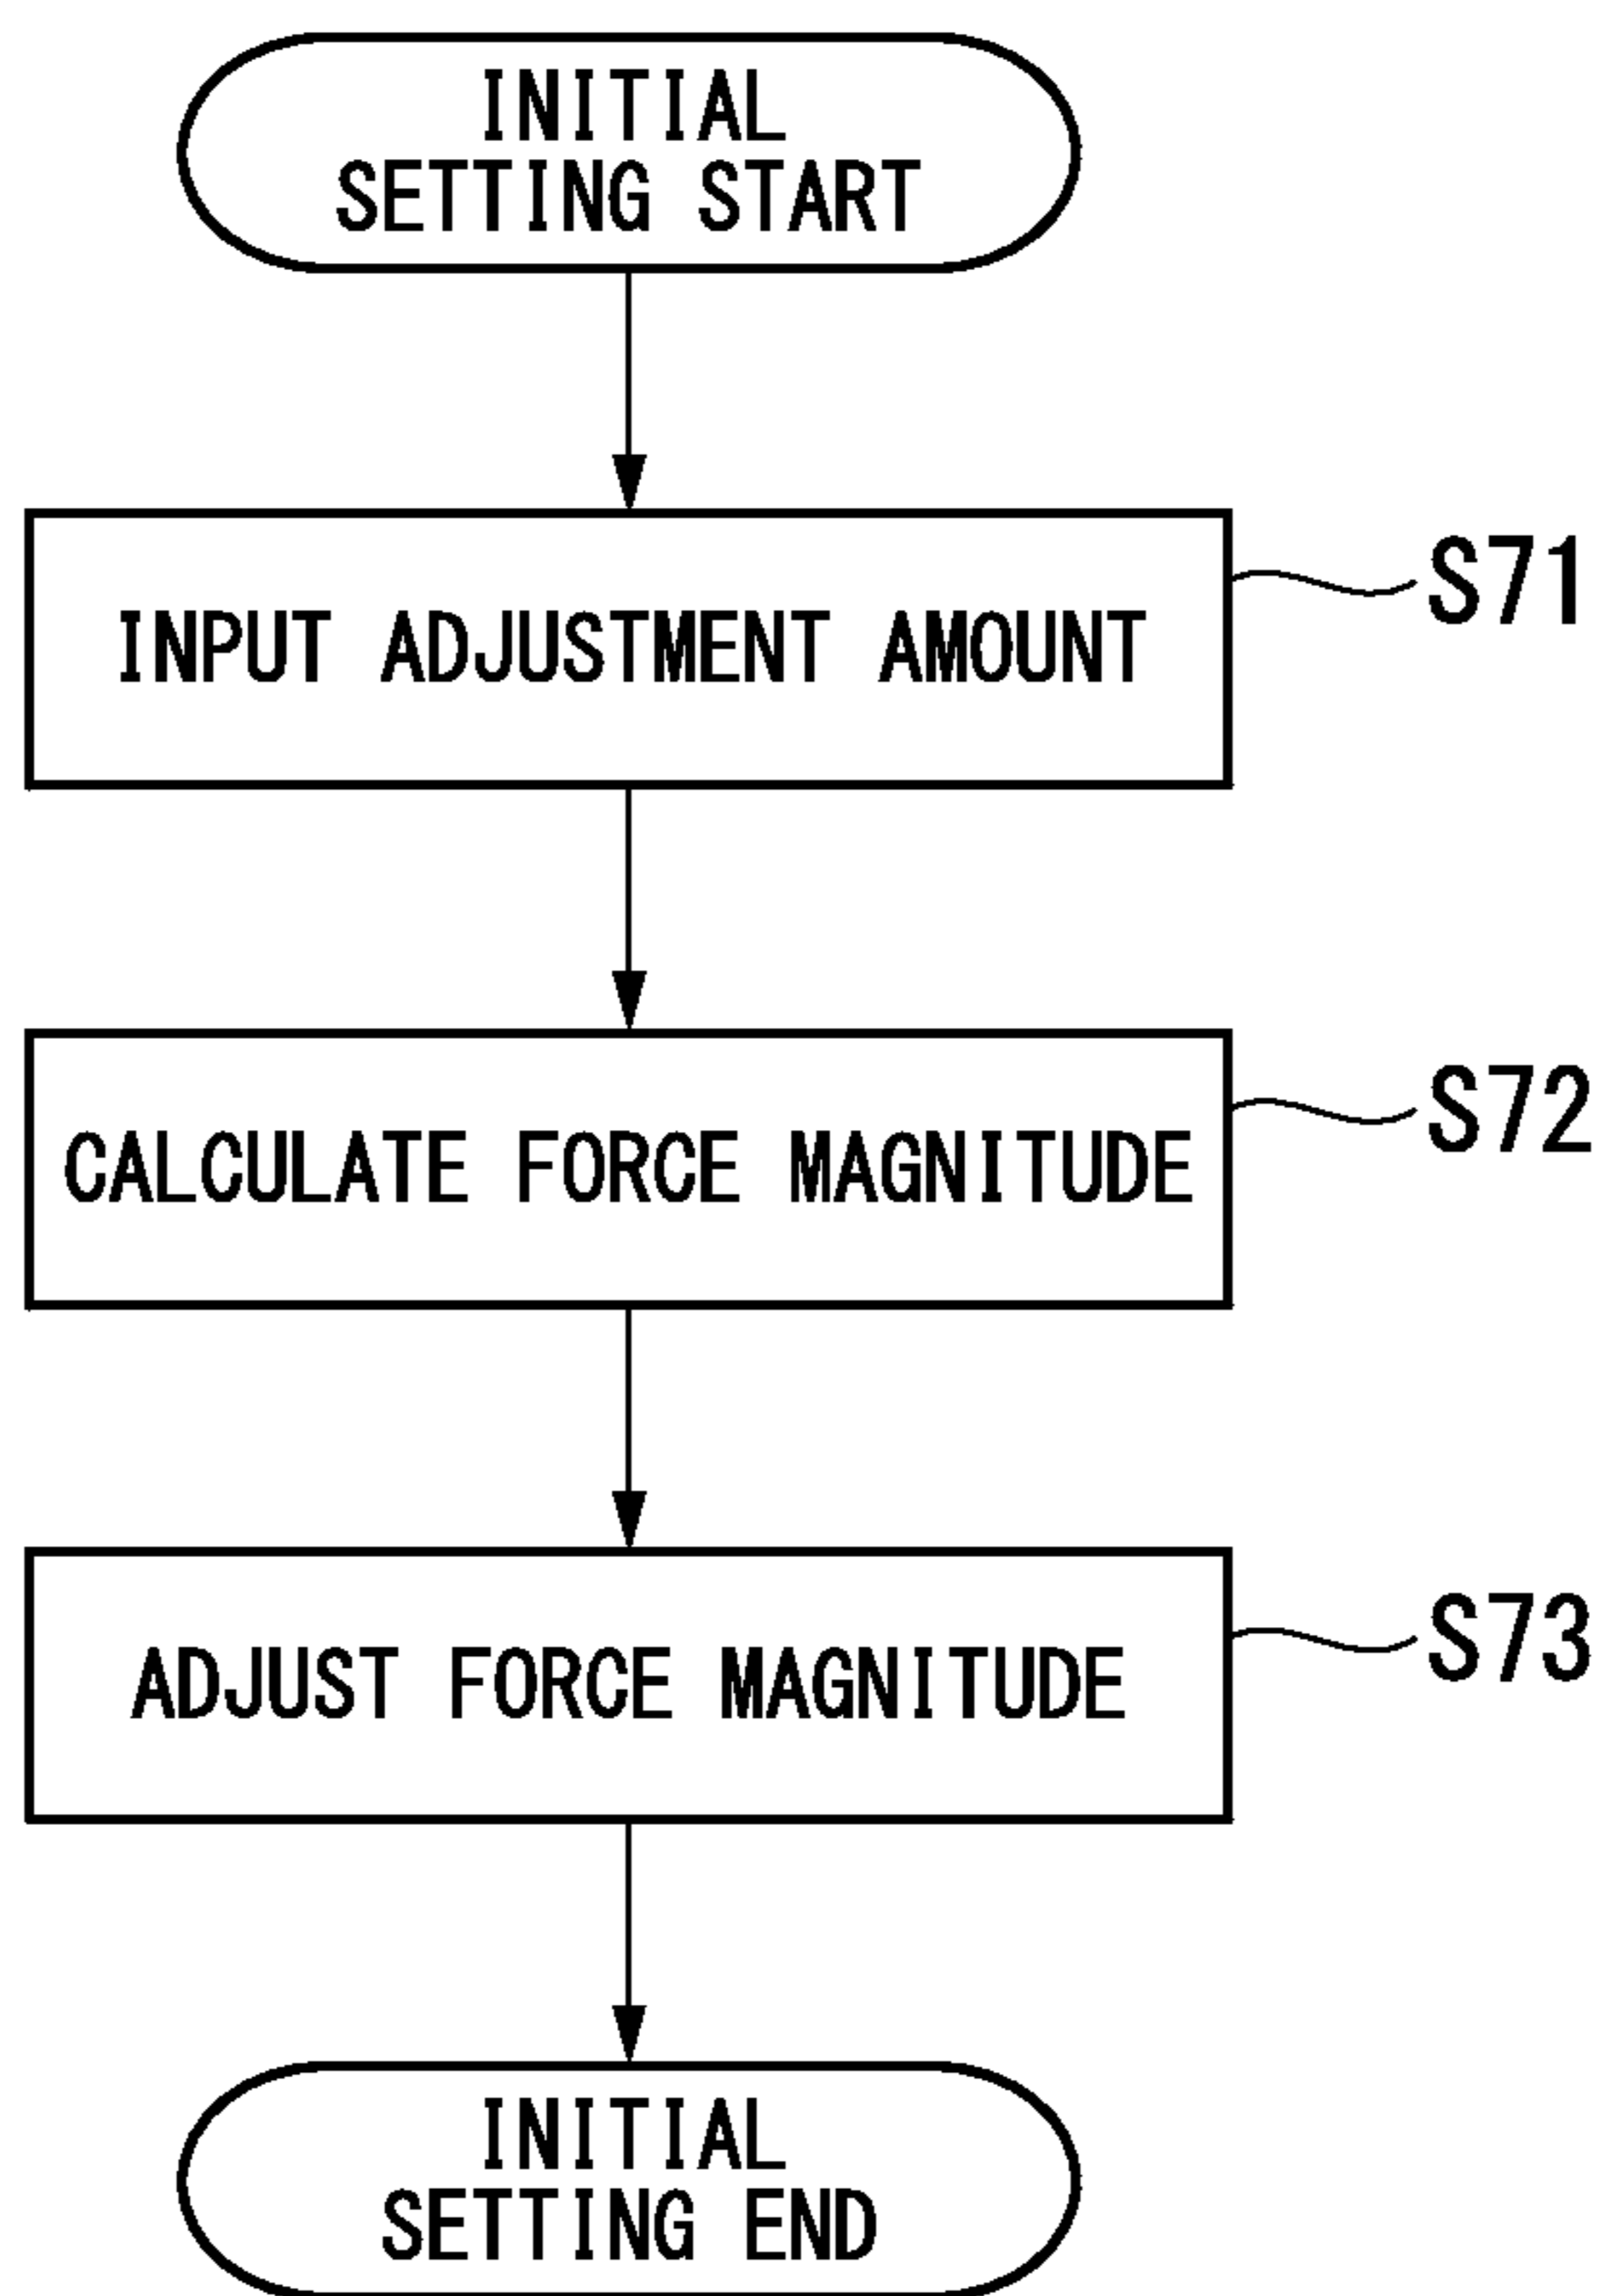 INITIAL
SETTING START
INPUT ADJUSTMENT AMOUNT
S71
CALCULATE FORCE MAGNITUDE
S72
ADJUST FORCE MAGNITUDE
S73
INITIAL
SETTING END